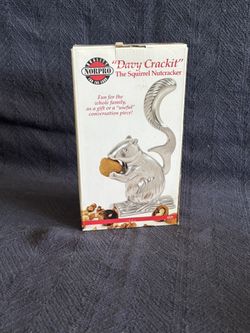 NORPRO
"Davy Crackit"
The Squirrel Nutcracker
Fun for the
whole family,
as a gift or a "useful"
conversation piece!